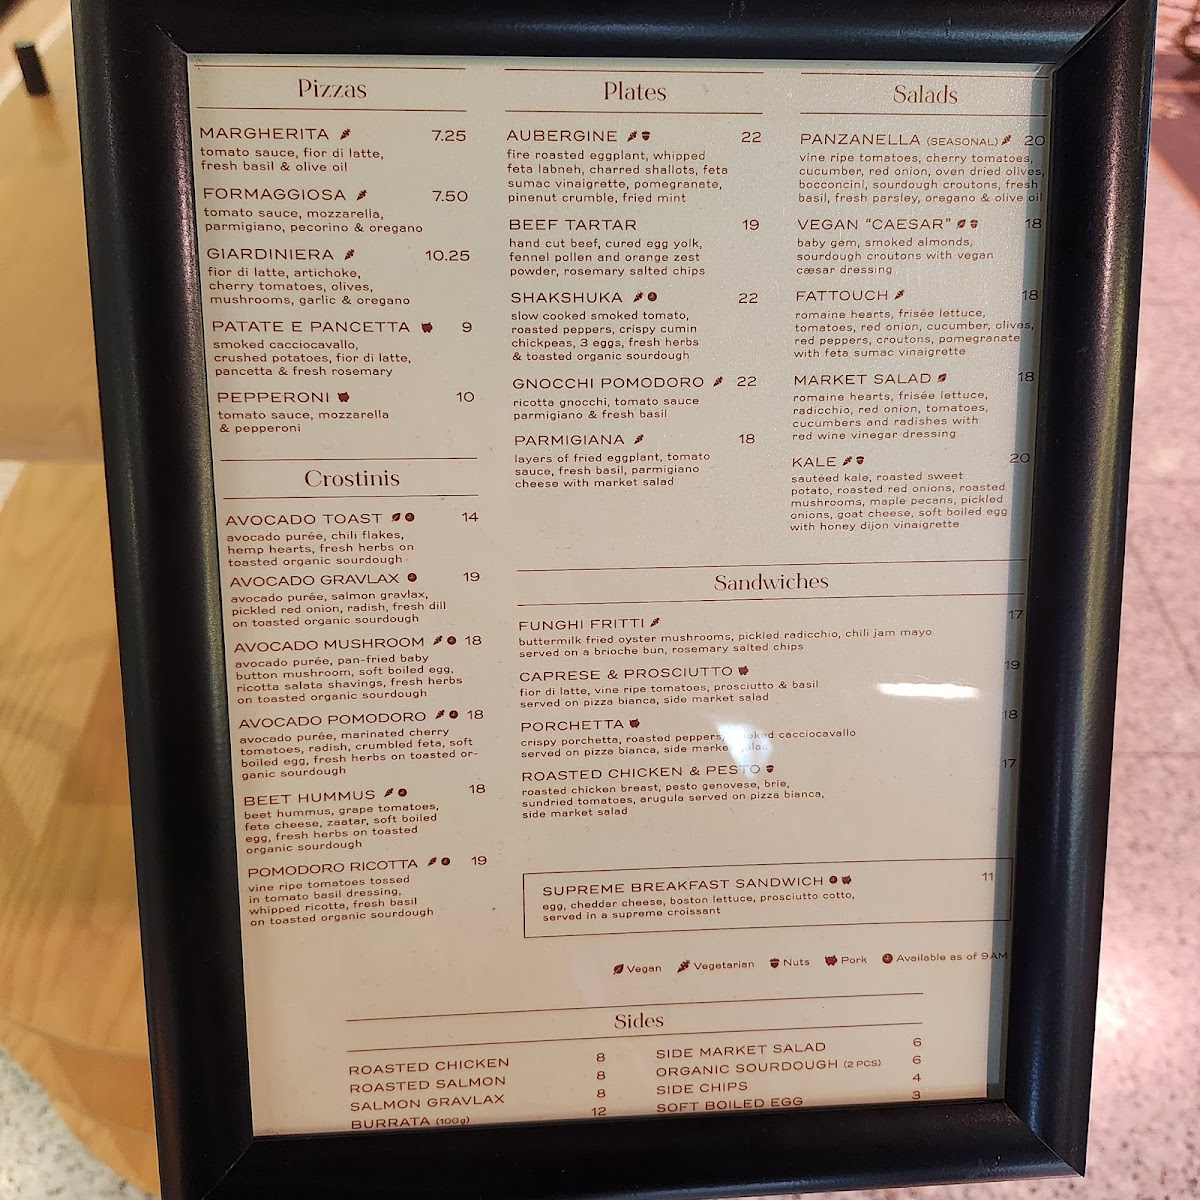 Pizzas
MARGHERITA 7.25
tomato sauce, fior di latte,
fresh basil & olive oil
FORMAGGIOSA 7.50
tomato sauce, mozzarella,
parmigiano, pecorino & oregano
GIARDINIERA 10.25
fior di latte, artichoke,
cherry tomatoes, olives,
mushrooms, garlic & oregano
PATATE E PANCETTA 9
smoked cacciocavallo,
crushed potatoes, fior di latte,
pancetta & fresh rosemary
PEPPERONI 10
tomato sauce, mozzarella
& pepperoni
Crostinis
AVOCADO TOAST 14
avocado purée, chili flakes,
hemp hearts, fresh herbs on
toasted organic sourdough
AVOCADO GRAVLAX 19
avocado purée, salmon gravlax,
pickled red onion, radish, fresh dill
on toasted organic sourdough
AVOCADO MUSHROOM 18
avocado purée, pan-fried baby
button mushroom, soft boiled egg,
ricotta salata shavings, fresh herbs
on toasted organic sourdough
AVOCADO POMODORO 18
avocado purée, marinated cherry
tomatoes, radish, crumbled feta, soft
boiled egg, fresh herbs on toasted or-
ganic sourdough
BEET HUMMUS 18
beet hummus, grape tomatoes,
feta cheese, zaatar, soft boiled
egg, fresh herbs on toasted
organic sourdough
POMODORO RICOTTA 19
vine ripe tomatoes tossed
in tomato basil dressing,
whipped ricotta, fresh basil
on toasted organic sourdough
Plates
AUBERGINE 22
fire roasted eggplant, whipped
feta labneh, charred shallots, feta
sumac vinaigrette, pomegranate,
pinenut crumble, fried mint
BEEF TARTAR 19
hand cut beef, cured egg yolk,
fennel pollen and orange zest
powder, rosemary salted chips
SHAKSHUKA 22
slow cooked smoked tomato,
roasted peppers, crispy cumin
chickpeas, 3 eggs, fresh herbs
& toasted organic sourdough
GNOCCHI POMODORO 22
ricotta gnocchi, tomato sauce
parmigiano & fresh basil
PARMIGIANA 18
layers of fried eggplant, tomato
sauce, fresh basil, parmigiano
cheese with market salad
Salads
PANZANELLA (SEASONAL) 20
vine ripe tomatoes, cherry tomatoes,
cucumber, red onion, oven dried olives,
bocconcini, sourdough croutons, fresh
basil, fresh parsley, oregano & olive oil
VEGAN “CAESAR” 18
baby gem, smoked almonds,
sourdough croutons with vegan
cæsar dressing
FATTOUCH 18
romaine hearts, frisée lettuce,
tomatoes, red onion, cucumber, olives,
red peppers, croutons, pomegranate
with feta sumac vinaigrette
MARKET SALAD 18
romaine hearts, frisée lettuce,
radicchio, red onion, tomatoes,
cucumbers and radishes with
red wine vinegar dressing
KALE 20
sautéed kale, roasted sweet
potato, roasted red onions, roasted
mushrooms, maple pecans, pickled
onions, goat cheese, soft boiled egg
with honey dijon vinaigrette
Sandwiches
FUNGHI FRITTI 17
buttermilk fried oyster mushrooms, pickled radicchio, chili jam mayo
served on a brioche bun, rosemary salted chips
CAPRESE & PROSCIUTTO 19
fior di latte, vine ripe tomatoes, prosciutto & basil
served on pizza bianca, side market salad
PORCHETTA 18
crispy porchetta, roasted peppers, smoked cacciocavallo
served on pizza bianca, side market salad
ROASTED CHICKEN & PESTO 17
roasted chicken breast, pesto genovese, brie,
sundried tomatoes, arugula served on pizza bianca,
side market salad
SUPREME BREAKFAST SANDWICH 11
egg, cheddar cheese, boston lettuce, prosciutto cotto,
served in a supreme croissant
Vegan Vegetarian Nuts Pork Available as of 9AM
Sides
ROASTED CHICKEN 8
ROASTED SALMON 8
SALMON GRAVLAX 8
BURRATA (100g) 12
SIDE MARKET SALAD 6
ORGANIC SOURDOUGH (2 PCS) 6
SIDE CHIPS 4
SOFT BOILED EGG 3